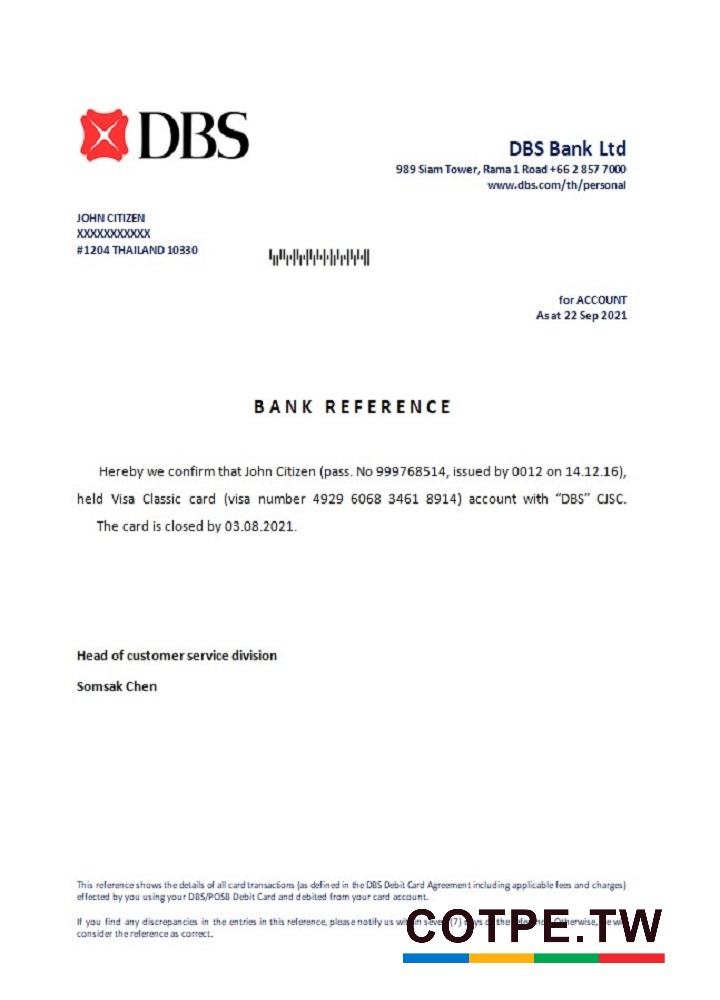 DBS
DBS Bank Ltd
989 Siam Tower, Rama 1 Road +66 2 857 7000
www.dbs.com/th/personal
JOHN CITIZEN
XXXXXXXXXXX
#1204 THAILAND 10330
for ACCOUNT
As at 22 Sep 2021
BANK REFERENCE
Hereby we confirm that John Citizen (pass. No 999768514, issued by 0012 on 14.12.16),
held Visa Classic card (visa number 4929 6068 3461 8914) account with "DBS" CJSC.
The card is closed by 03.08.2021.
Head of customer service division
Somsak Chen
This reference shows the details of all card transactions (as defined in the DBS Debit Card Agreement including applicable fees and charges)
effected by you using your DBS/POSB Debit Card and debited from your card account.
If you find any discrepancies in the entries in this reference, please notify us (7) Otherwise,
consider the reference as correct.
COTPE.TW